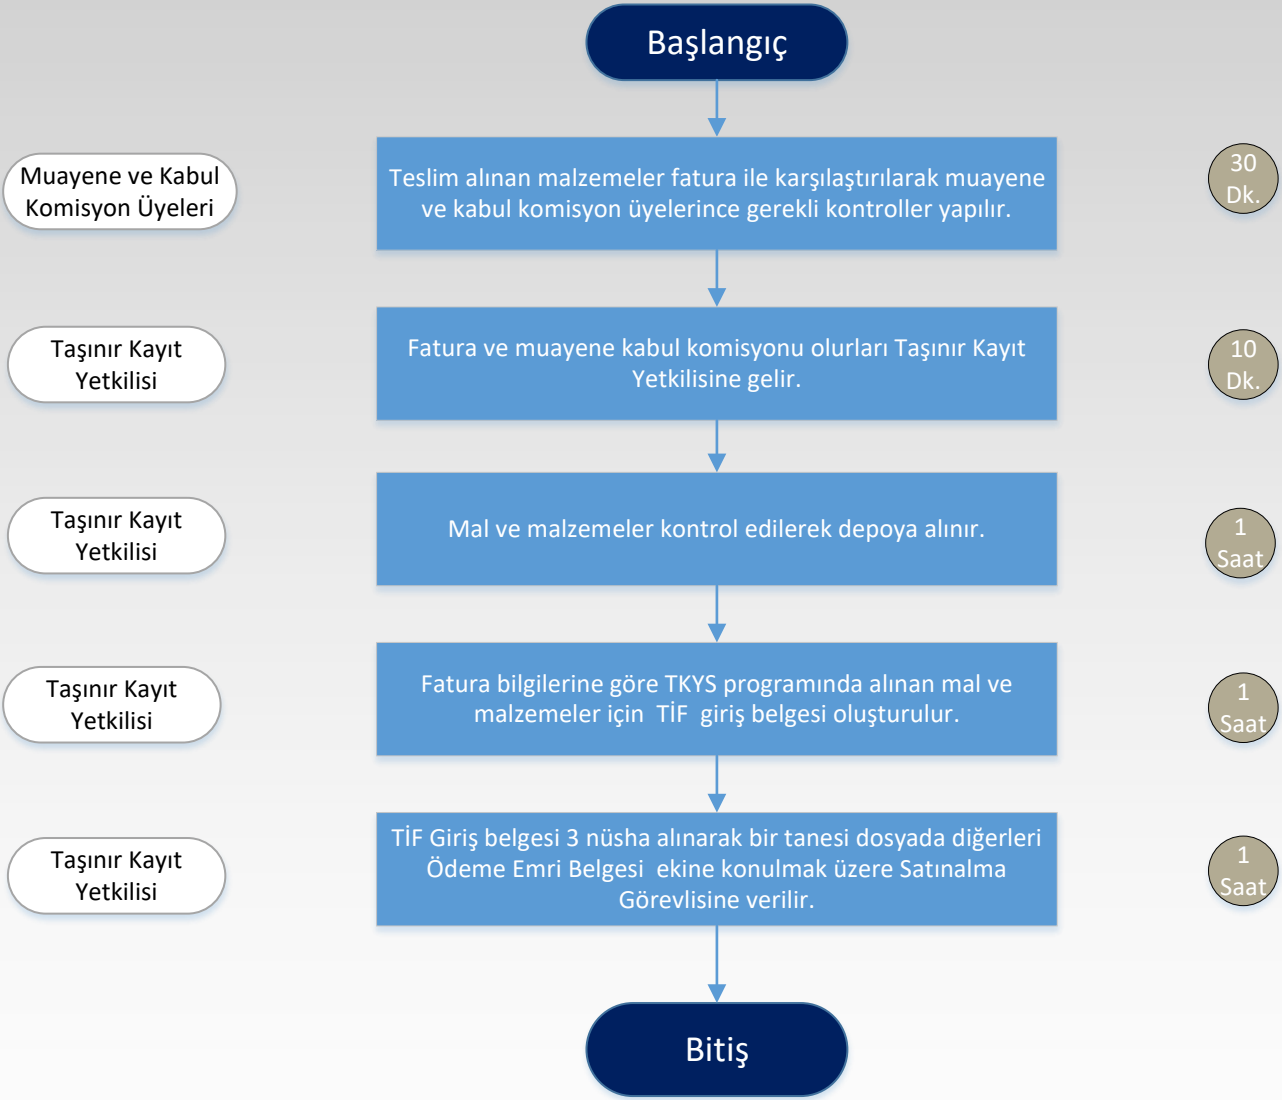 Başlangıç
Muayene ve Kabul
Komisyon Üyeleri
Teslim alınan malzemeler fatura ile karşılaştırılarak muayene
ve kabul komisyon üyelerince gerekli kontroller yapılır.
30
Dk.
Taşınır Kayıt
Yetkilisi
Fatura ve muayene kabul komisyonu olurları Taşınır Kayıt
Yetkilisine gelir.
10
Dk.
Taşınır Kayıt
Yetkilisi
Mal ve malzemeler kontrol edilerek depoya alınır.
1
Saat
Taşınır Kayıt
Yetkilisi
Fatura bilgilerine göre TKYS programında alınan mal ve
malzemeler için  TİF  giriş belgesi oluşturulur.
1
Saat
Taşınır Kayıt
Yetkilisi
TİF Giriş belgesi 3 nüsha alınarak bir tanesi dosyada diğerleri
Ödeme Emri Belgesi  ekine konulmak üzere Satınalma
Görevlisine verilir.
1
Saat
Bitiş